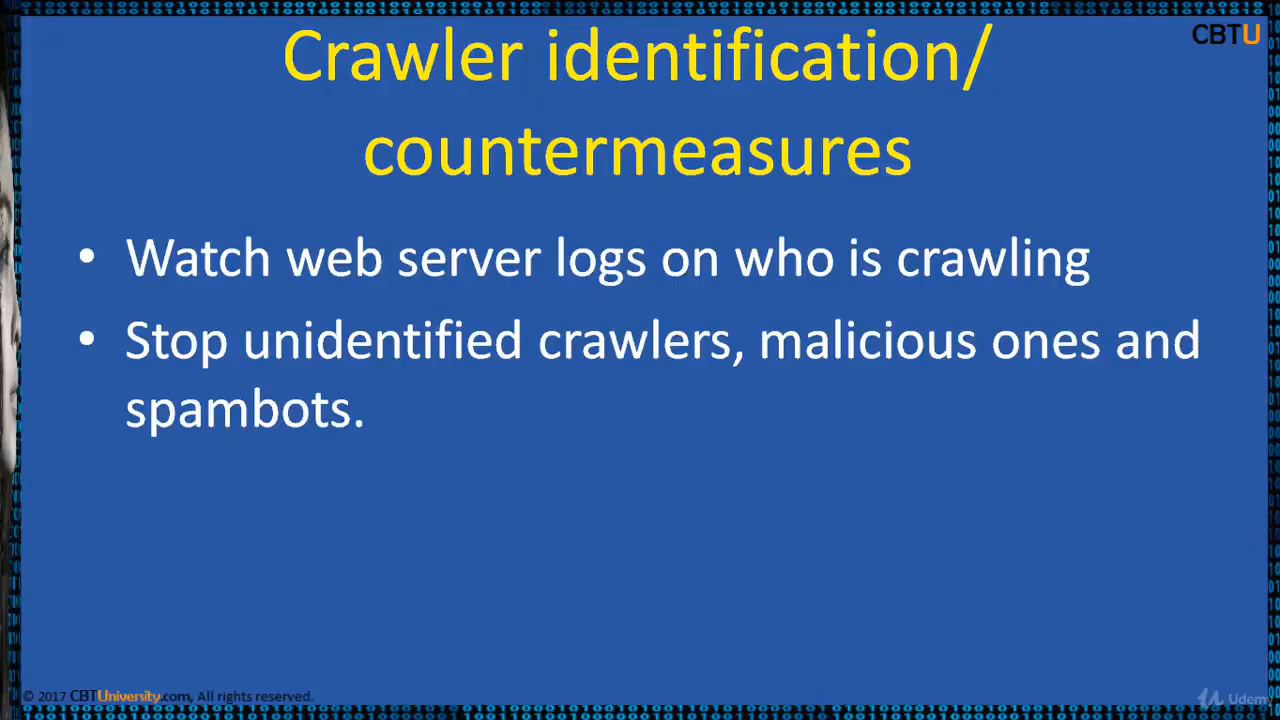 CBTU
Crawler identification/
countermeasures
• Watch web server logs on who is crawling
• Stop unidentified crawlers, malicious ones and
spambots.
© 2017 CBTUniversity.com, All rights reserved.
Udemy